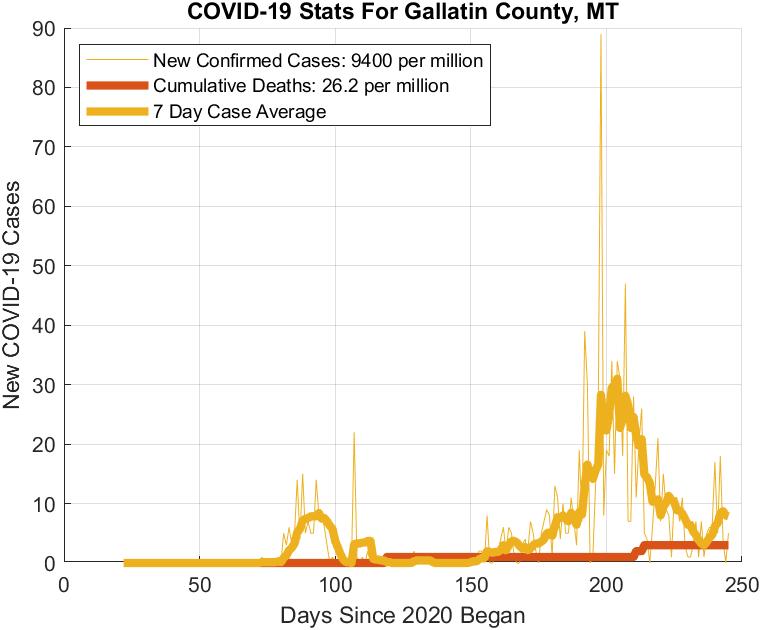 COVID-19 Stats For Gallatin County, MT
New Confirmed Cases: 9400 per million
Cumulative Deaths: 26.2 per million
7 Day Case Average
New COVID-19 Cases
90
80
70
60
50
40
30
20
10
0
0 50 100 150 200 250
Days Since 2020 Began